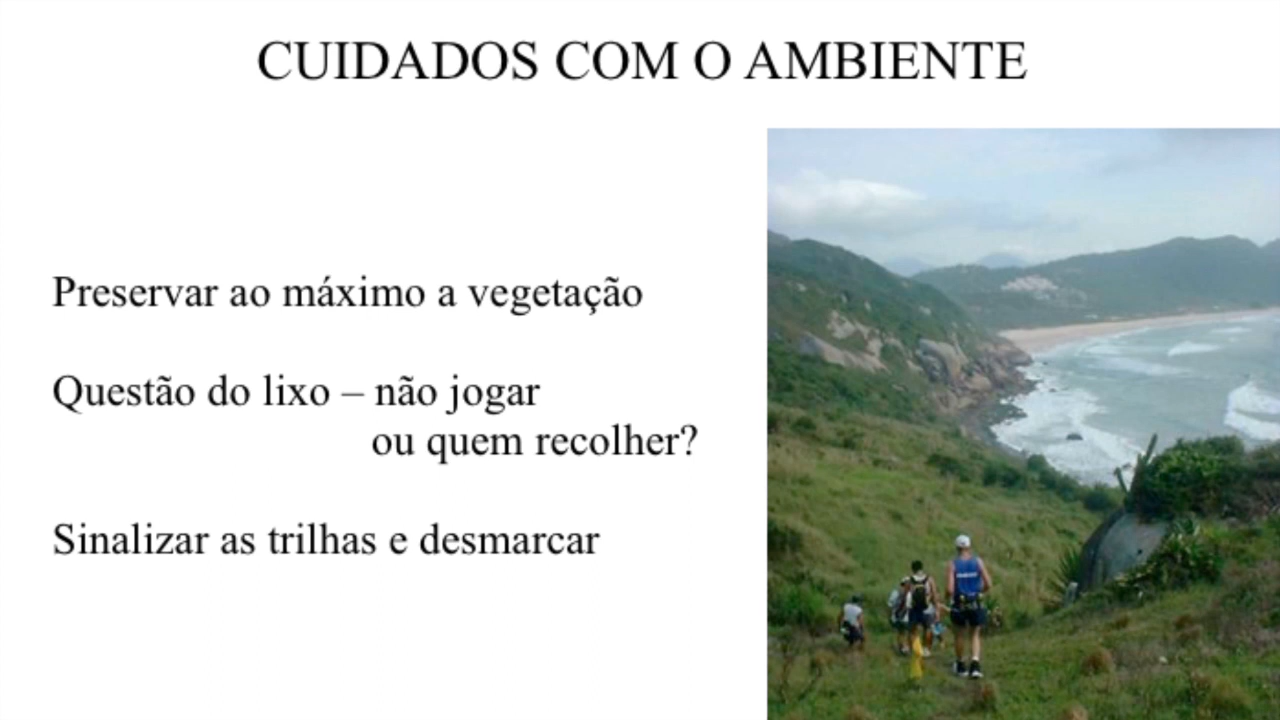 CUIDADOS COM O AMBIENTE
Preservar ao máximo a vegetação
Questão do lixo – não jogar
ou quem recolher?
Sinalizar as trilhas e desmarcar